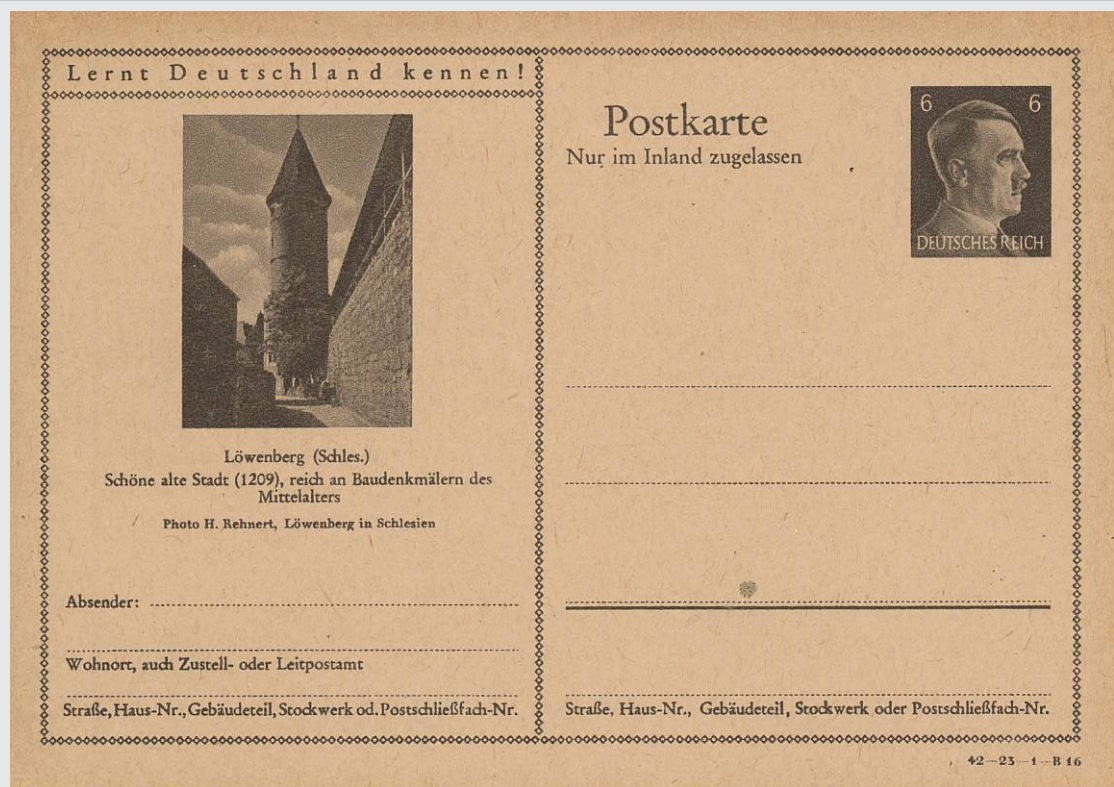 Lernt Deutschland kennen!
Löwenberg (Schles.)
Schöne alte Stadt (1209), reich an Baudenkmälern des
Mittelalters
Photo H. Rehnert, Löwenberg in Schlesien
Absender:
Wohnort, auch Zustell- oder Leitpostamt
Straße, Haus-Nr., Gebäudeteil, Stockwerk od. Postschließfach-Nr.
Postkarte
Nur im Inland zugelassen
6 6
DEUTSCHES REICH
Straße, Haus-Nr., Gebäudeteil, Stockwerk oder Postschließfach-Nr.
42—23—1—B 16